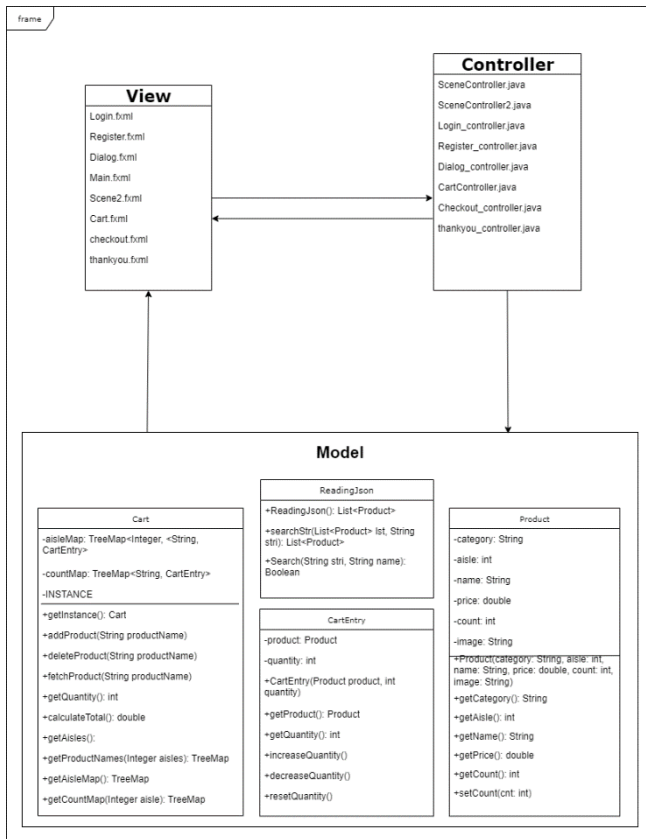 frame
View
Login.fxml
Register.fxml
Dialog.fxml
Main.fxml
Scene2.fxml
Cart.fxml
checkout.fxml
thankyou.fxml
Controller
SceneController.java
SceneController2.java
Login_controller.java
Register_controller.java
Dialog_controller.java
CartController.java
Checkout_controller.java
thankyou_controller.java
Model
Cart
-aisleMap: TreeMap<Integer, <String,
CartEntry>
-countMap: TreeMap<String, CartEntry>
-INSTANCE
+getInstance(): Cart
+addProduct(String productName)
+deleteProduct(String productName)
+fetchProduct(String productName)
+getQuantity(): int
+calculateTotal(): double
+getAisles():
+getProductNames(Integer aisles): TreeMap
+getAisleMap(): TreeMap
+getCountMap(Integer aisle): TreeMap
ReadingJson
+ReadingJson(): List<Product>
+searchStr(List<Product> lst, String
stri): List<Product>
+Search(String stri, String name):
Boolean
CartEntry
-product: Product
-quantity: int
+CartEntry(Product product, int
quantity)
+getProduct(): Product
+getQuantity(): int
+increaseQuantity()
+decreaseQuantity()
+resetQuantity()
Product
-category: String
-aisle: int
-name: String
-price: double
-count: int
-image: String
+Product(category: String, aisle: int,
name: String, price: double, count: int,
image: String)
+getCategory(): String
+getAisle(): int
+getName(): String
+getPrice(): double
+getCount(): int
+setCount(cnt: int)